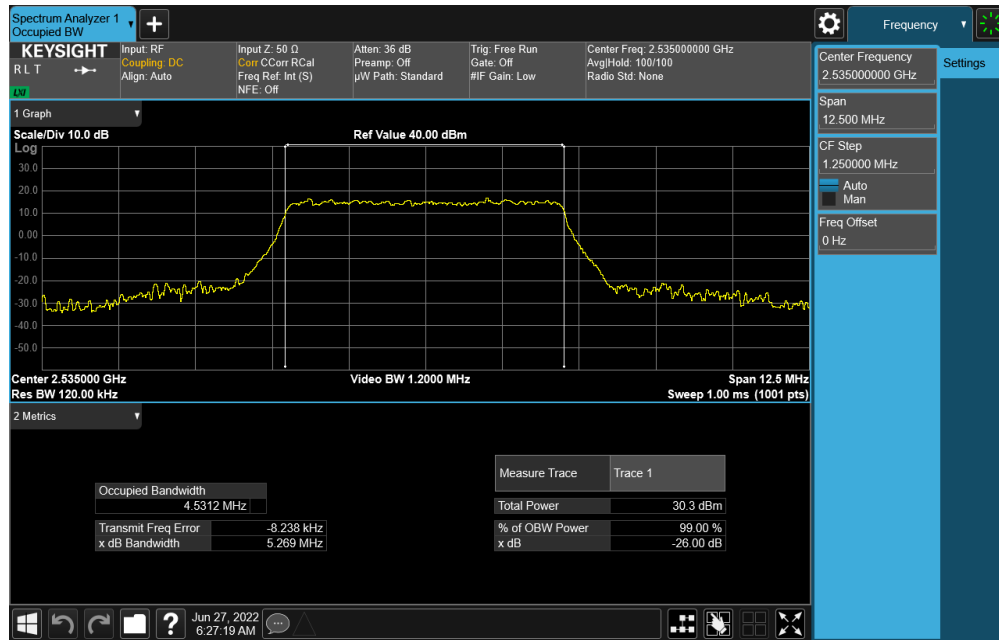 Spectrum Analyzer 1
Occupied BW
+
Frequency
KEYSIGHT
RLT
LXI
Input: RF
Coupling: DC
Align: Auto
Input Z: 50 Ω
Corr CCorr RCal
Freq Ref: Int (S)
NFE: Off
Atten: 36 dB
Preamp: Off
µW Path: Standard
Trig: Free Run
Gate: Off
#IF Gain: Low
Center Freq: 2.535000000 GHz
Avg|Hold: 100/100
Radio Std: None
Center Frequency
2.535000000 GHz
Settings
Span
12.500 MHz
CF Step
1.250000 MHz
Auto
Man
Freq Offset
0 Hz
1 Graph
Scale/Div 10.0 dB
Ref Value 40.00 dBm
Log
30.0
20.0
10.0
0.00
-10.0
-20.0
-30.0
-40.0
-50.0
Center 2.535000 GHz
Video BW 1.2000 MHz
Span 12.5 MHz
Res BW 120.00 kHz
Sweep 1.00 ms (1001 pts)
2 Metrics
Measure Trace Trace 1
Occupied Bandwidth
4.5312 MHz
Total Power 30.3 dBm
Transmit Freq Error -8.238 kHz
% of OBW Power 99.00 %
x dB Bandwidth 5.269 MHz
x dB -26.00 dB
?
Jun 27, 2022
6:27:19 AM